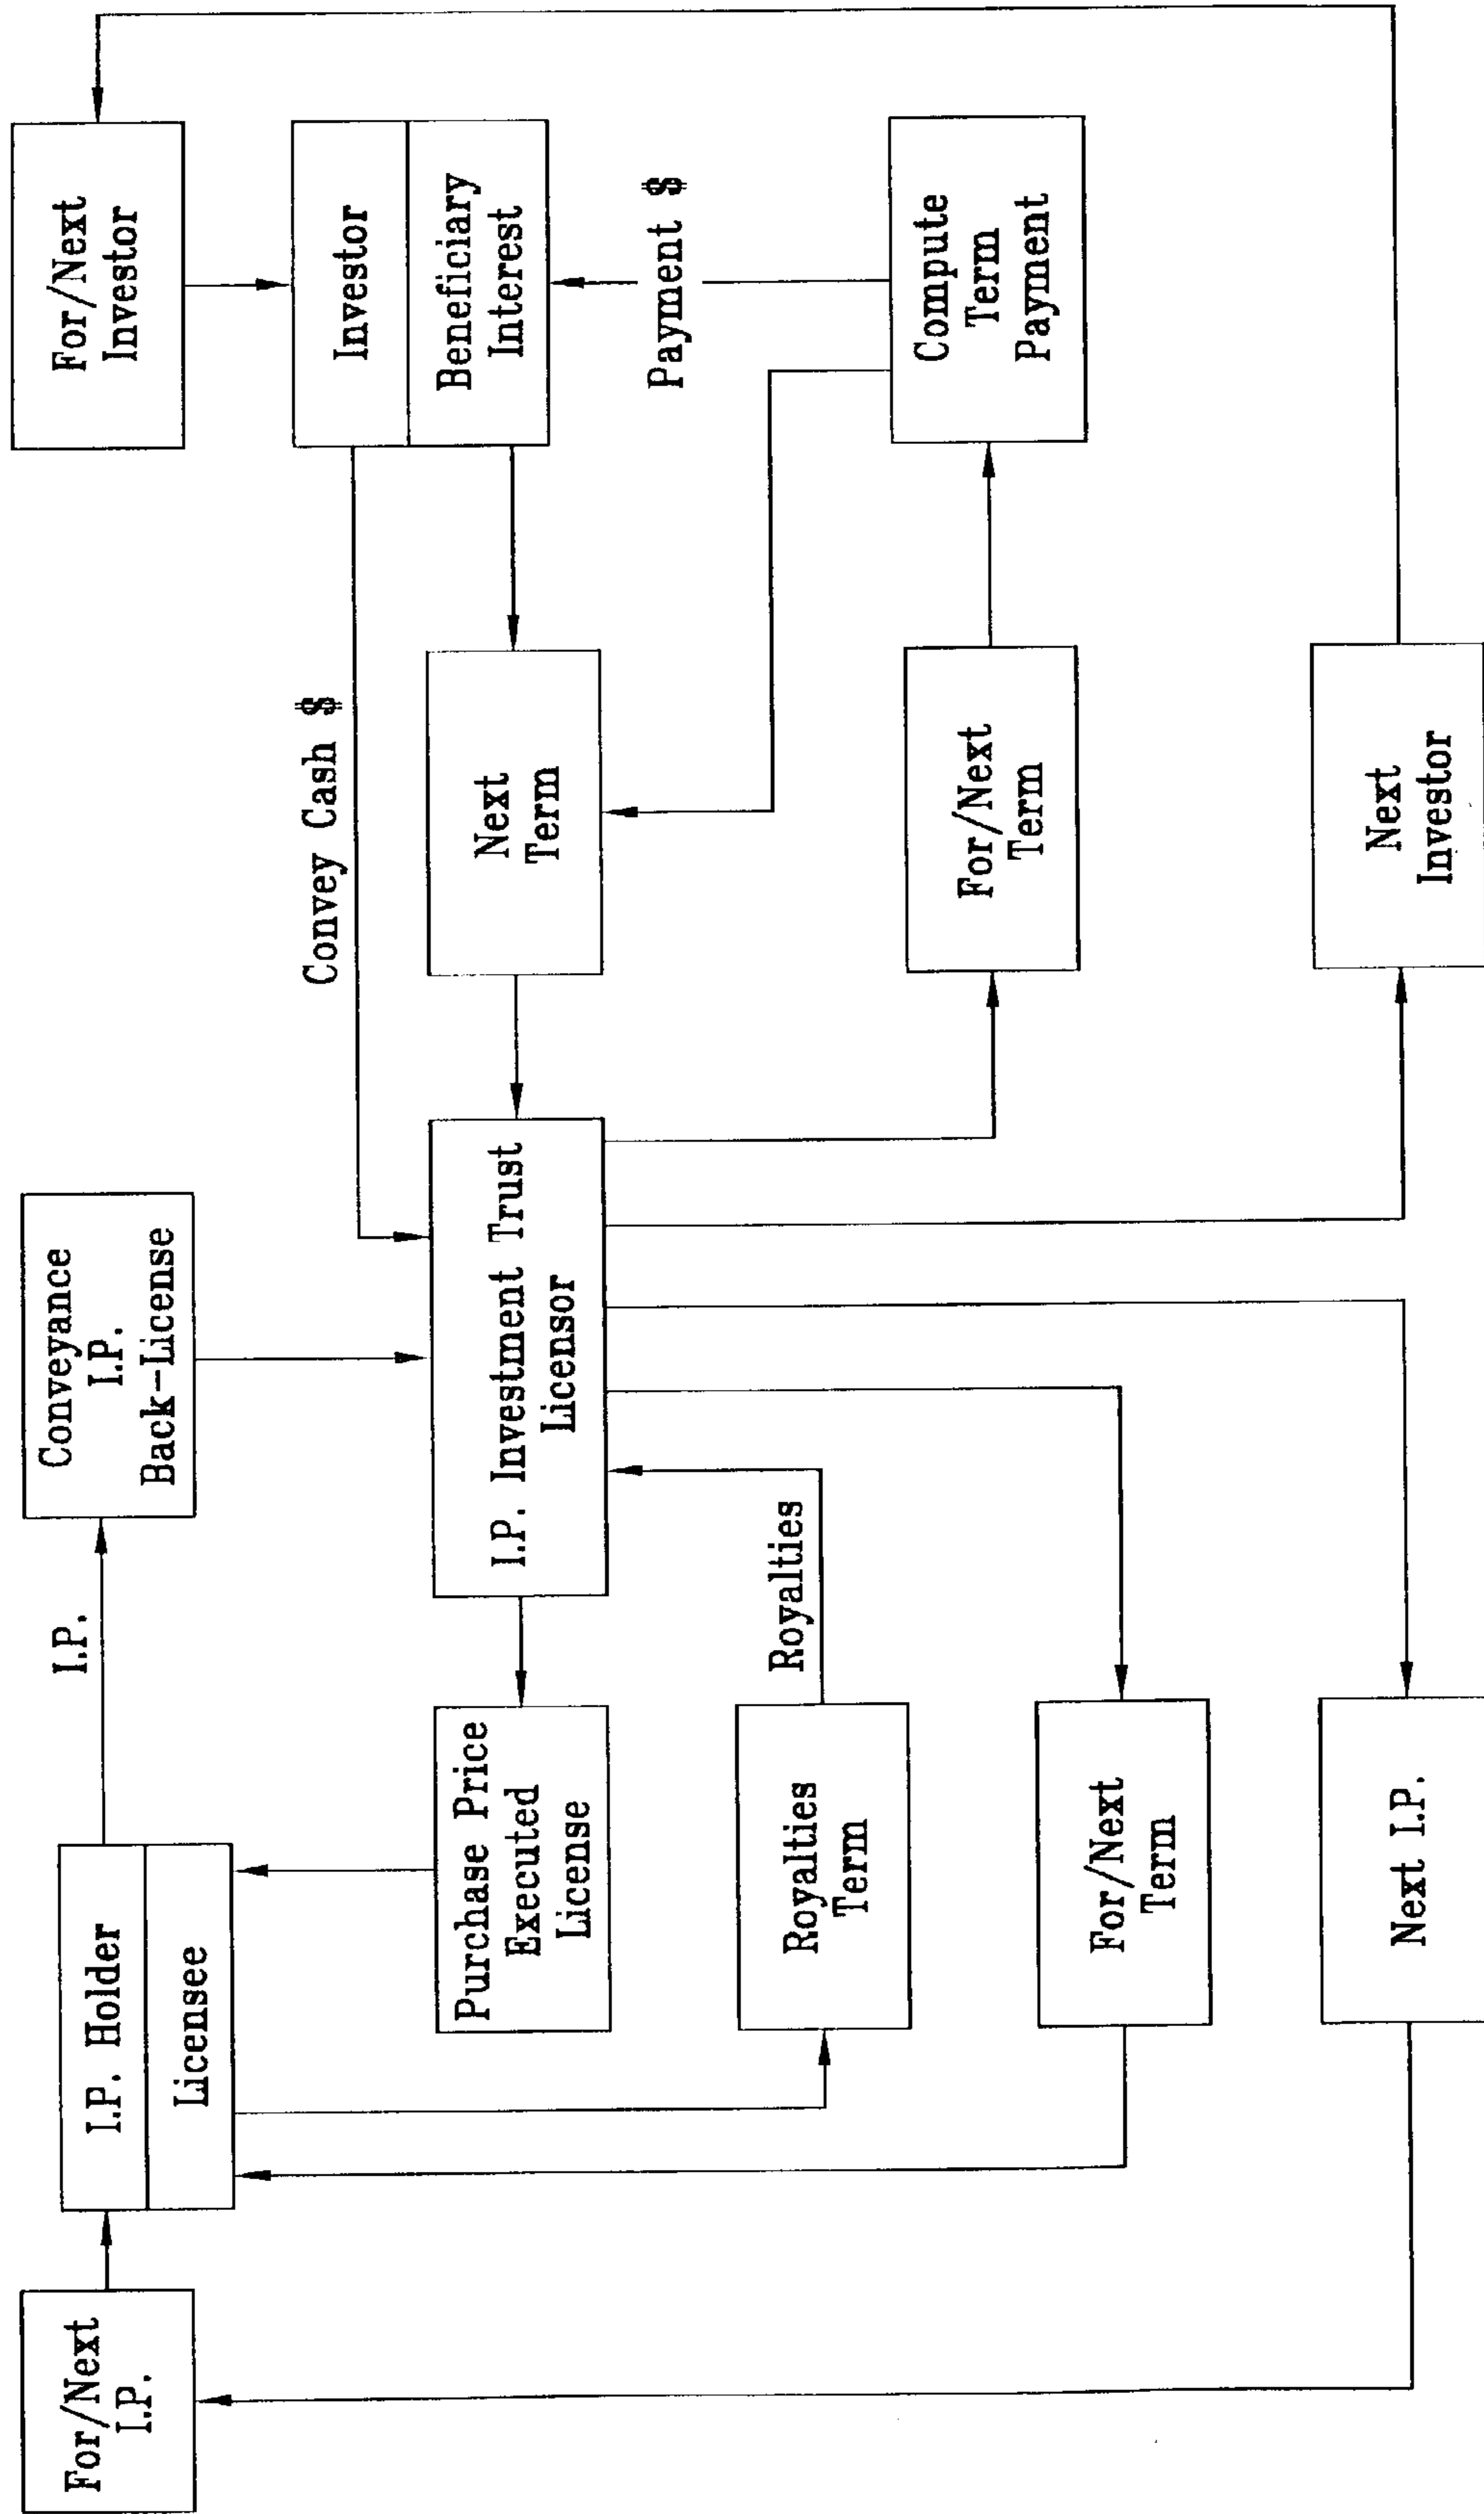 For/Next
I.P.
I.P. Holder
Licensee
I.P.
Conveyance
I.P.
Back-License
For/Next
Investor
Investor
Beneficiary
Interest
Convey Cash $
Purchase Price
Executed
License
I.P. Investment Trust
Licensor
Next
Term
Payment $
Royalties
Term
Royalties
For/Next
Term
Compute
Term
Payment
For/Next
Term
Next I.P.
Next
Investor